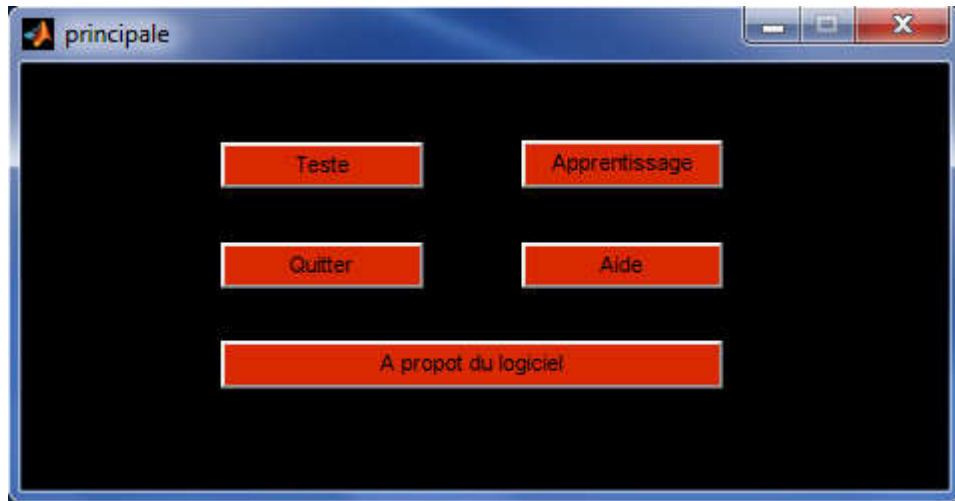 principale
Teste
Apprentissage
Quitter
Aide
A propot du logiciel